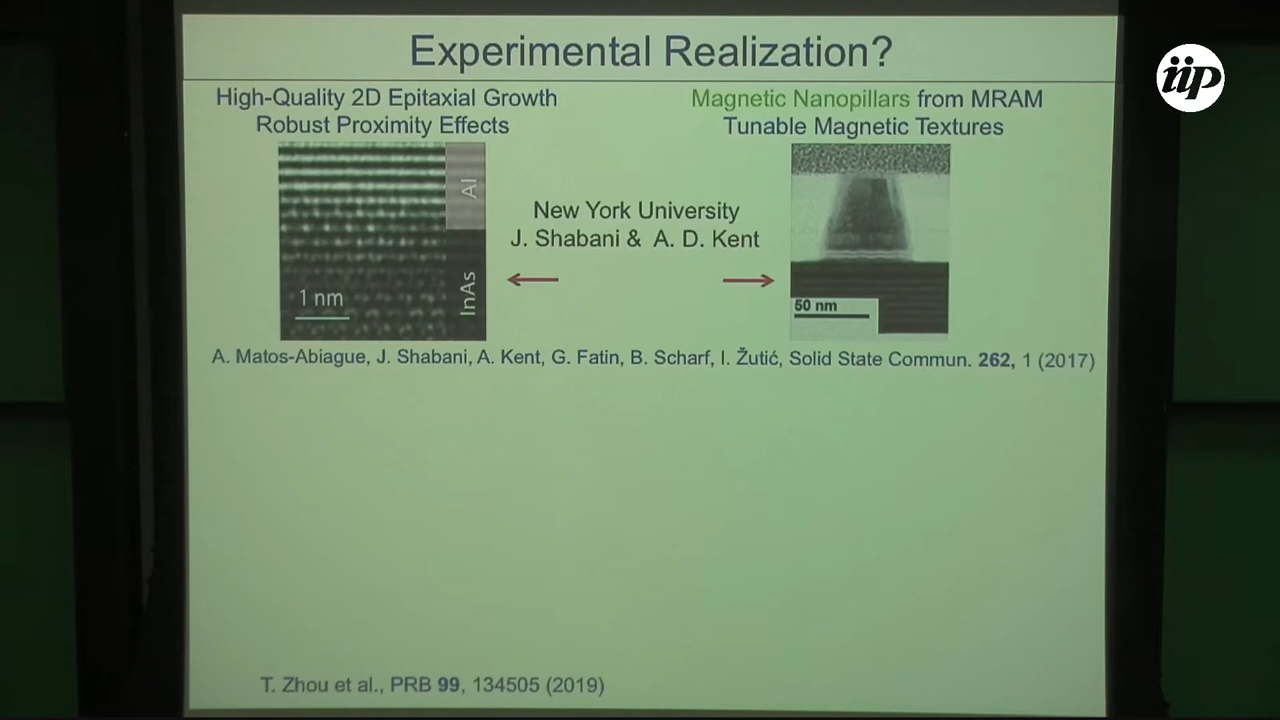 Experimental Realization?
High-Quality 2D Epitaxial Growth
Robust Proximity Effects
Magnetic Nanopillars from MRAM
Tunable Magnetic Textures
Al
InAs
1 nm
New York University
J. Shabani & A. D. Kent
50 nm
A. Matos-Abiague, J. Shabani, A. Kent, G. Fatin, B. Scharf, I. Žutić, Solid State Commun. 262, 1 (2017)
T. Zhou et al., PRB 99, 134505 (2019)
iip